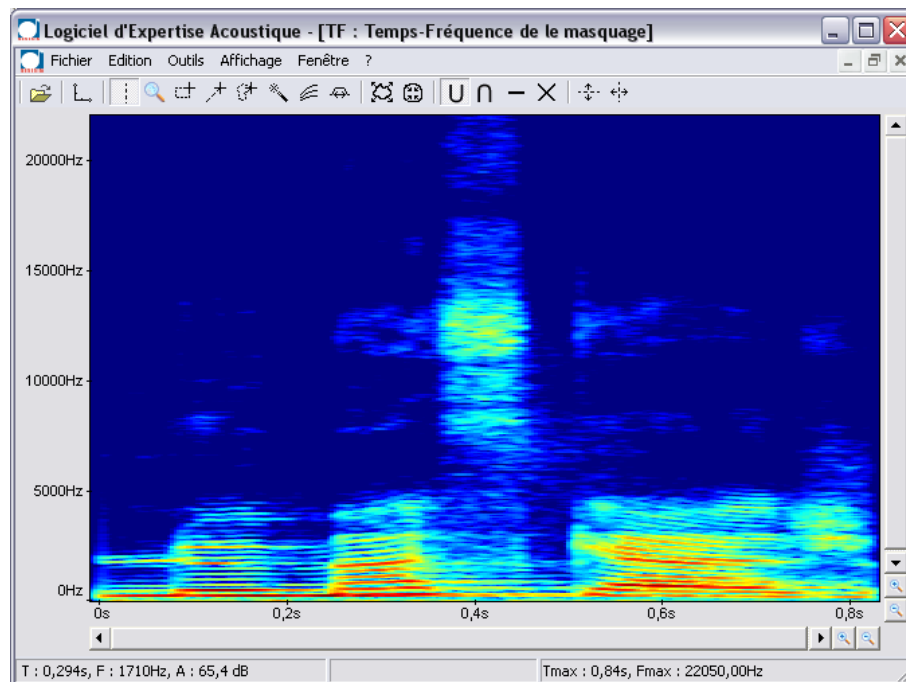 Logiciel d'Expertise Acoustique - [TF : Temps-Fréquence de le masquage]
Fichier Edition Outils Affichage Fenêtre ?
20000Hz
15000Hz
10000Hz
5000Hz
0Hz
0s 0,2s 0,4s 0,6s 0,8s
T : 0,294s, F : 1710Hz, A : 65,4 dB Tmax : 0,84s, Fmax : 22050,00Hz